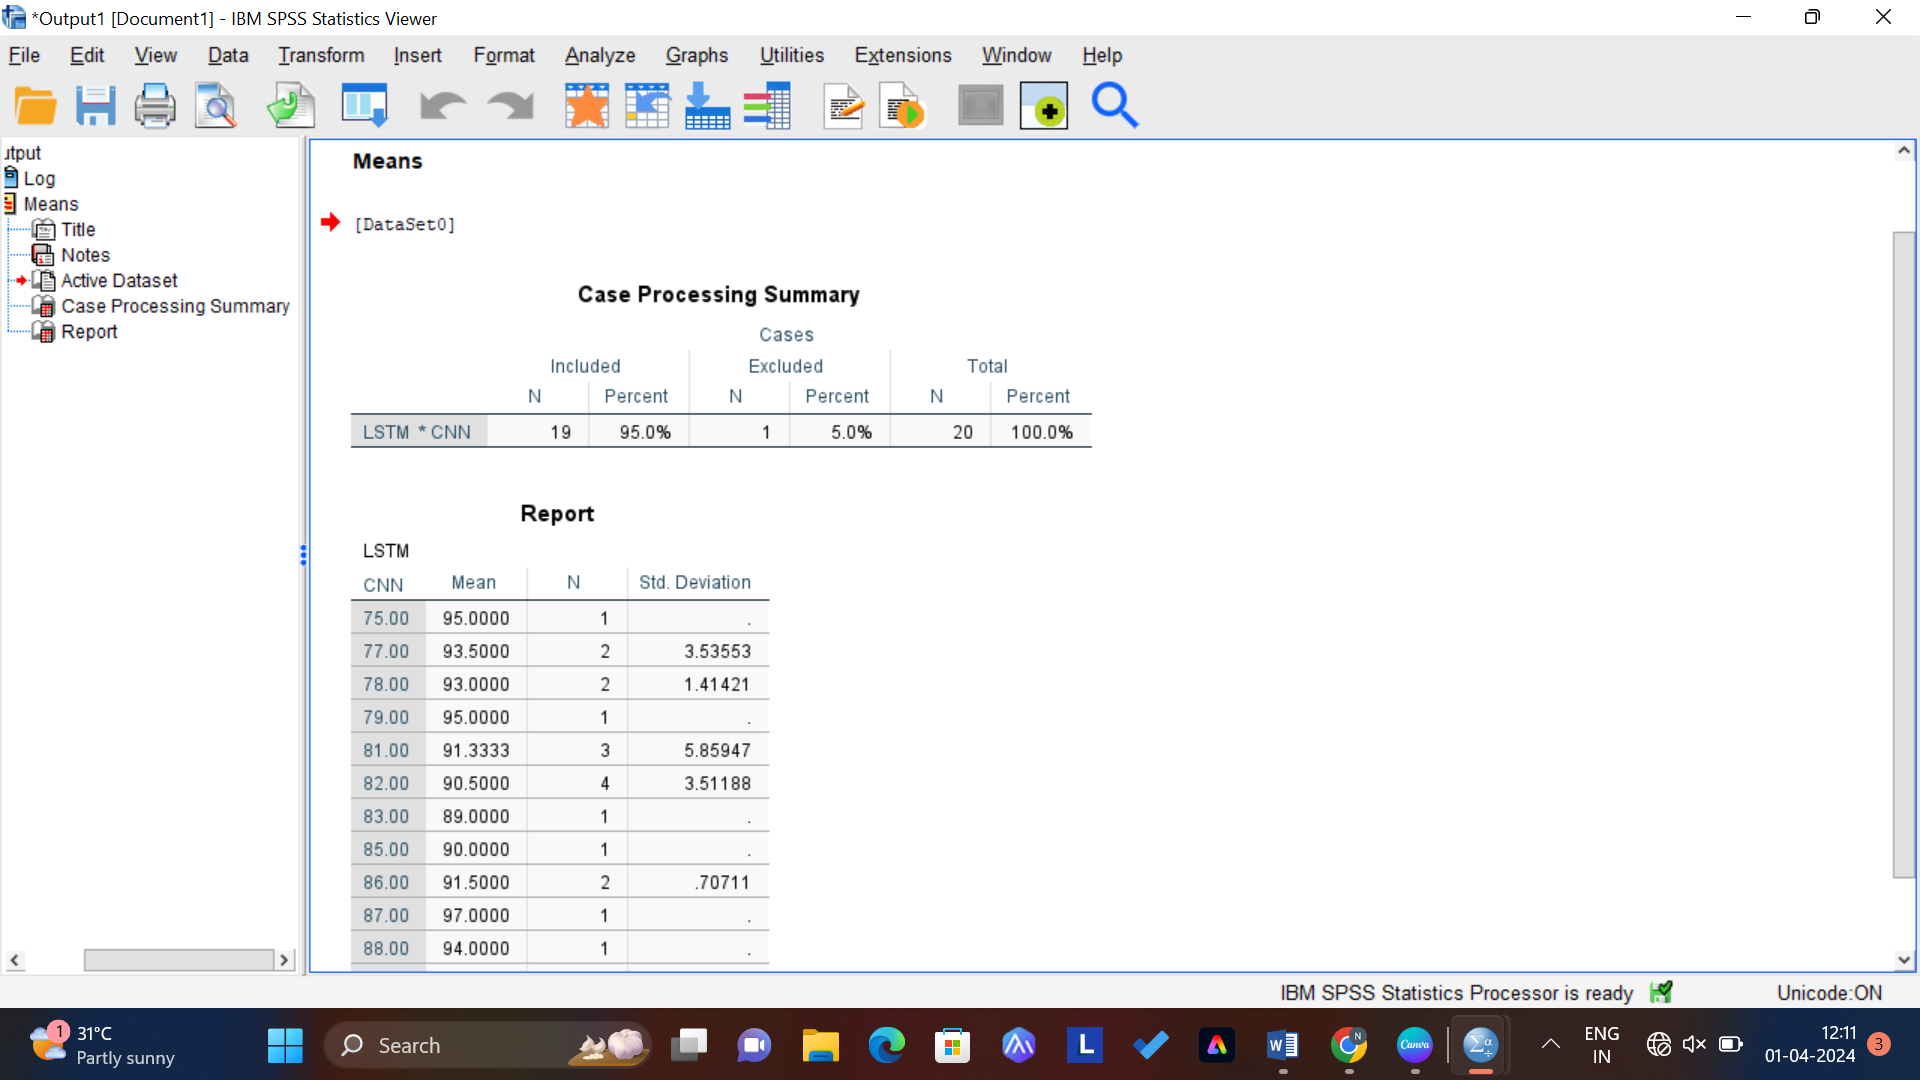 *Output1 [Document1] - IBM SPSS Statistics Viewer
File Edit View Data Transform Insert Format Analyze Graphs Utilities Extensions Window Help
utput
Log
Means
Title
Notes
Active Dataset
Case Processing Summary
Report
Means
[DataSet0]
Case Processing Summary
Cases
Included Excluded Total
N Percent N Percent N Percent
LSTM * CNN 19 95.0% 1 5.0% 20 100.0%
Report
LSTM
CNN Mean N Std. Deviation
75.00 95.0000 1 .
77.00 93.5000 2 3.53553
78.00 93.0000 2 1.41421
79.00 95.0000 1 .
81.00 91.3333 3 5.85947
82.00 90.5000 4 3.51188
83.00 89.0000 1 .
85.00 90.0000 1 .
86.00 91.5000 2 .70711
87.00 97.0000 1 .
88.00 94.0000 1 .
IBM SPSS Statistics Processor is ready Unicode:ON
1 31°C
Partly sunny
Search
L
W
N
Canva
Σα
ENG
IN
12:11
01-04-2024
3